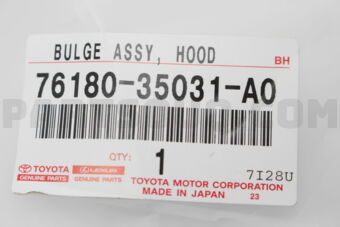 BULGE ASSY, HOOD
BH
76180-35031-A0
QTY: 1
7I28U
TOYOTA
GENUINE PARTS
LEXUS
GENUINE PARTS
TOYOTA MOTOR CORPORATION
MADE IN JAPAN 23